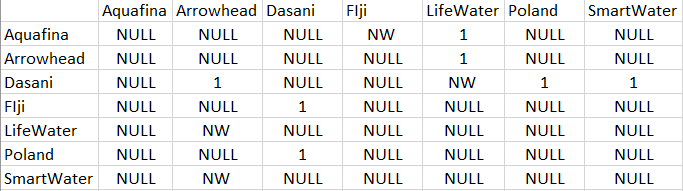 Aquafina Arrowhead Dasani FIji LifeWater Poland SmartWater
Aquafina NULL NULL NULL NW 1 NULL NULL
Arrowhead NULL NULL NULL NULL 1 NULL NULL
Dasani NULL 1 NULL NULL NW 1 1
FIji NULL NULL 1 NULL NULL NULL NULL
LifeWater NULL NW NULL NULL NULL NULL NULL
Poland NULL NULL 1 NULL NULL NULL NULL
SmartWater NULL NW NULL NULL NULL NULL NULL